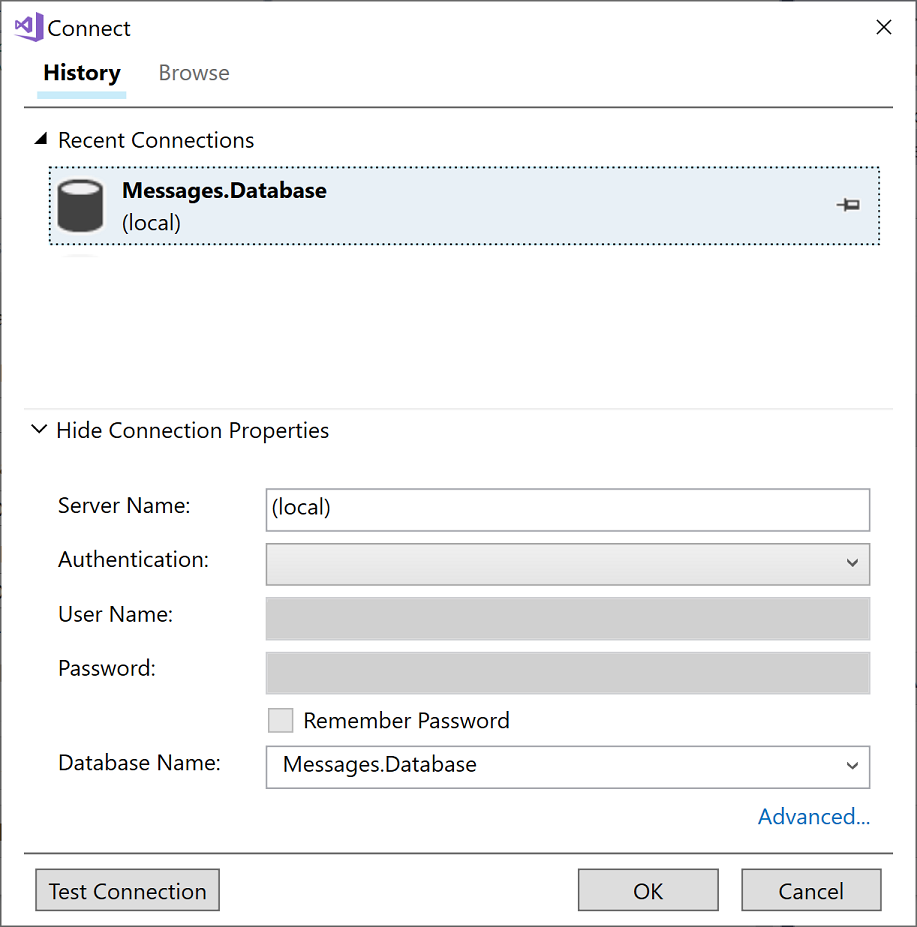 Connect
History Browse
Recent Connections
Messages.Database
(local)
Hide Connection Properties
Server Name: (local)
Authentication:
User Name:
Password:
Remember Password
Database Name: Messages.Database
Advanced...
Test Connection OK Cancel